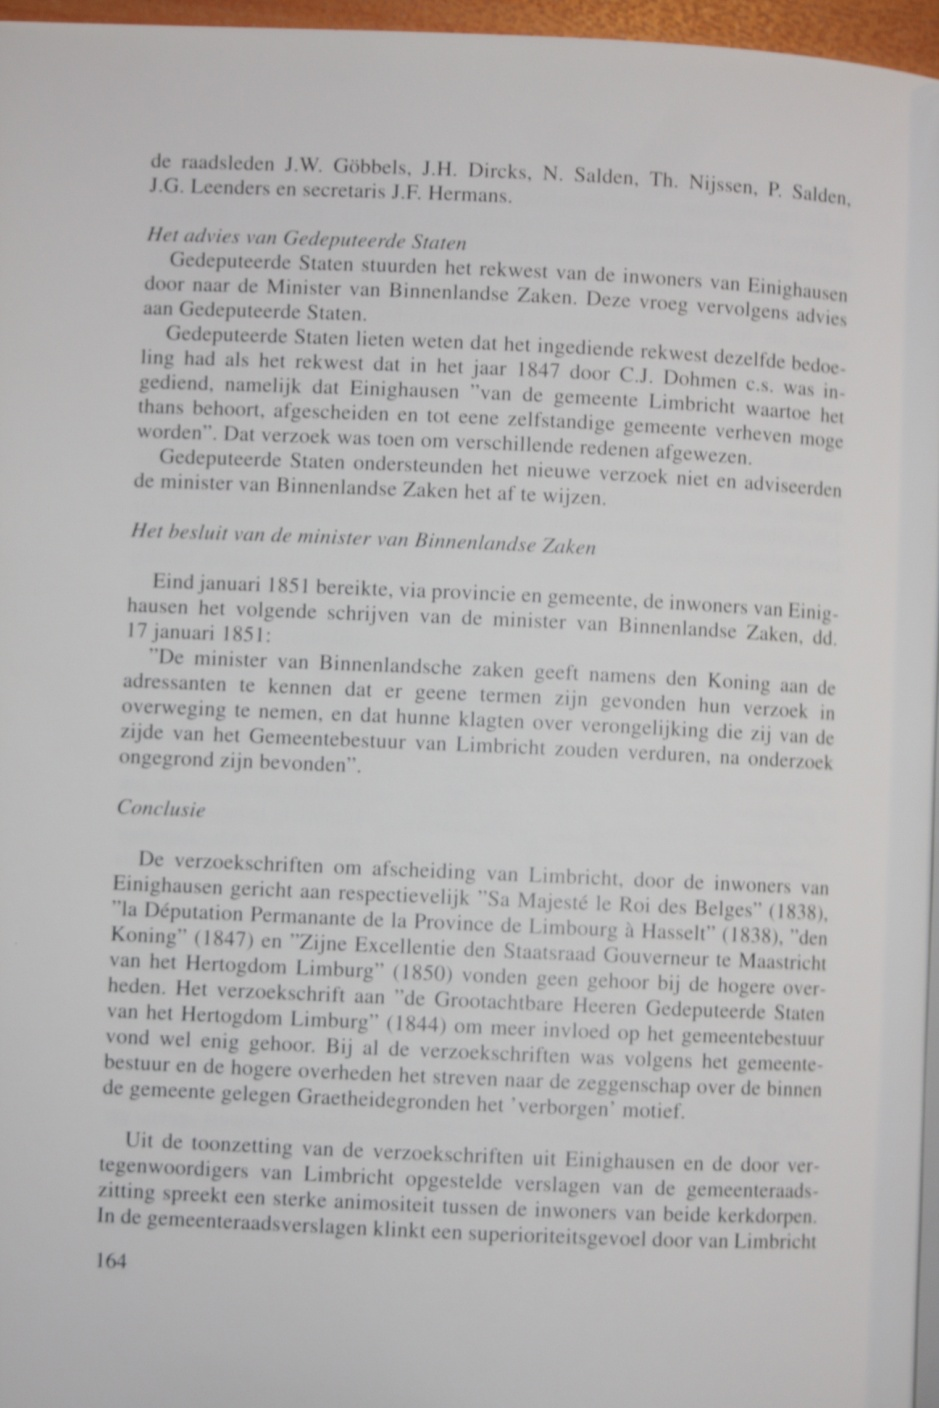 de raadsleden J.W. Göbbels, J.H. Dircks, N. Salden, Th. Nijssen, P. Salden,
J.G. Leenders en secretaris J.F. Hermans.
Het advies van Gedeputeerde Staten
Gedeputeerde Staten stuurden het rekwest van de inwoners van Einighausen
door naar de Minister van Binnenlandse Zaken. Deze vroeg vervolgens advies
aan Gedeputeerde Staten.
Gedeputeerde Staten lieten weten dat het ingediende rekwest dezelfde bedoe-
ling had als het rekwest dat in het jaar 1847 door C.J. Dohmen c.s. was in-
gediend, namelijk dat Einighausen ”van de gemeente Limbricht waartoe het
thans behoort, afgescheiden en tot eene zelfstandige gemeente verheven moge
worden”. Dat verzoek was toen om verschillende redenen afgewezen.
Gedeputeerde Staten ondersteunden het nieuwe verzoek niet en adviseerden
de minister van Binnenlandse Zaken het af te wijzen.
Het besluit van de minister van Binnenlandse Zaken
Eind januari 1851 bereikte, via provincie en gemeente, de inwoners van Einig-
hausen het volgende schrijven van de minister van Binnenlandse Zaken, dd.
17 januari 1851:
”De minister van Binnenlandsche zaken geeft namens den Koning aan de
adressanten te kennen dat er geene termen zijn gevonden hun verzoek in
overweging te nemen, en dat hunne klagten over verongelijking die zij van de
zijde van het Gemeentebestuur van Limbricht zouden verduren, na onderzoek
ongegrond zijn bevonden”.
Conclusie
De verzoekschriften om afscheiding van Limbricht, door de inwoners van
Einighausen gericht aan respectievelijk ”Sa Majesté le Roi des Belges” (1838),
”la Députation Permanante de la Province de Limbourg à Hasselt” (1838), ”den
Koning” (1847) en ”Zijne Excellentie den Staatsraad Gouverneur te Maastricht
van het Hertogdom Limburg” (1850) vonden geen gehoor bij de hogere over-
heden. Het verzoekschrift aan ”de Grootachtbare Heeren Gedeputeerde Staten
van het Hertogdom Limburg” (1844) om meer invloed op het gemeentebestuur
vond wel enig gehoor. Bij al de verzoekschriften was volgens het gemeente-
bestuur en de hogere overheden het streven naar de zeggenschap over de binnen
de gemeente gelegen Graetheidegronden het ’verborgen’ motief.
Uit de toonzetting van de verzoekschriften uit Einighausen en de door ver-
tegenwoordigers van Limbricht opgestelde verslagen van de gemeenteraads-
zitting spreekt een sterke animositeit tussen de inwoners van beide kerkdorpen.
In de gemeenteraadsverslagen klinkt een superioriteitsgevoel door van Limbricht
164